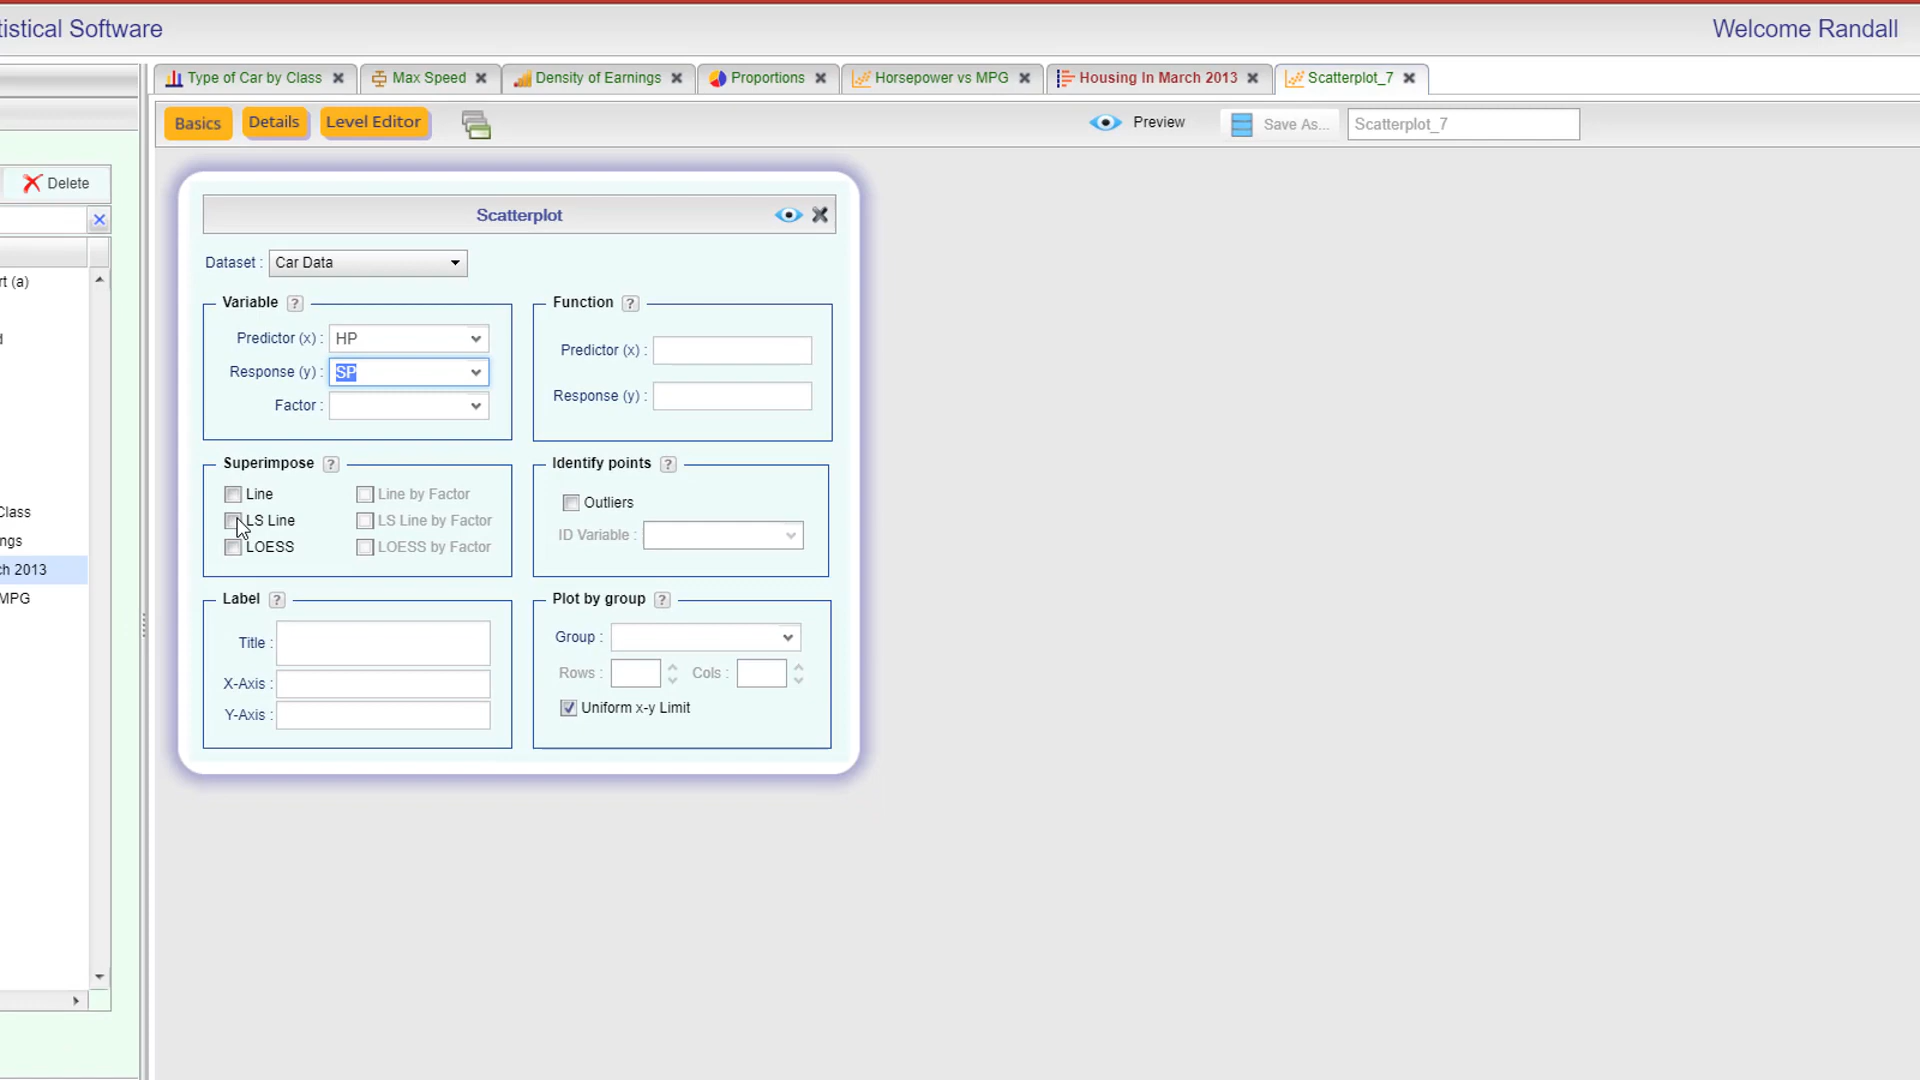 tistical Software
Welcome Randall
Type of Car by Class
Max Speed
Density of Earnings
Proportions
Horsepower vs MPG
Housing In March 2013
Scatterplot_7
Basics
Details
Level Editor
Preview
Save As...
Scatterplot_7
Delete
rt (a)
d
Class
ngs
ch 2013
MPG
Scatterplot
Dataset : Car Data
Variable ?
Predictor (x) : HP
Response (y) : SP
Factor :
Function ?
Predictor (x) :
Response (y) :
Superimpose ?
Line
Line by Factor
LS Line
LS Line by Factor
LOESS
LOESS by Factor
Identify points ?
Outliers
ID Variable :
Label ?
Title :
X-Axis :
Y-Axis :
Plot by group ?
Group :
Rows : Cols :
Uniform x-y Limit